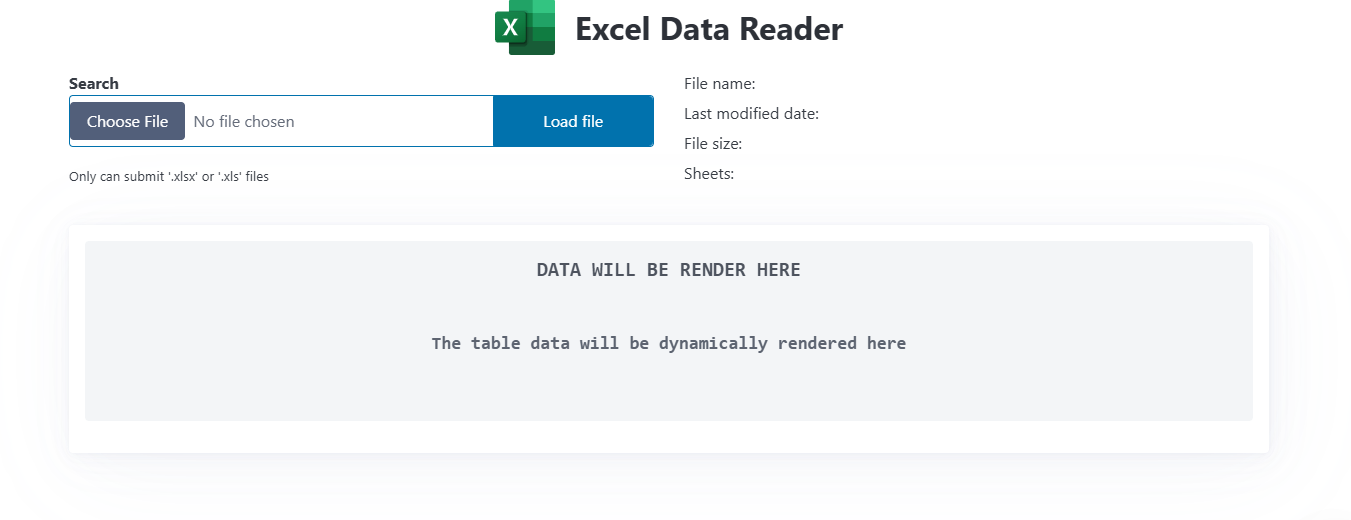 X
Excel Data Reader
Search
Choose File No file chosen
Load file
Only can submit '.xlsx' or '.xls' files
File name:
Last modified date:
File size:
Sheets:
DATA WILL BE RENDER HERE
The table data will be dynamically rendered here